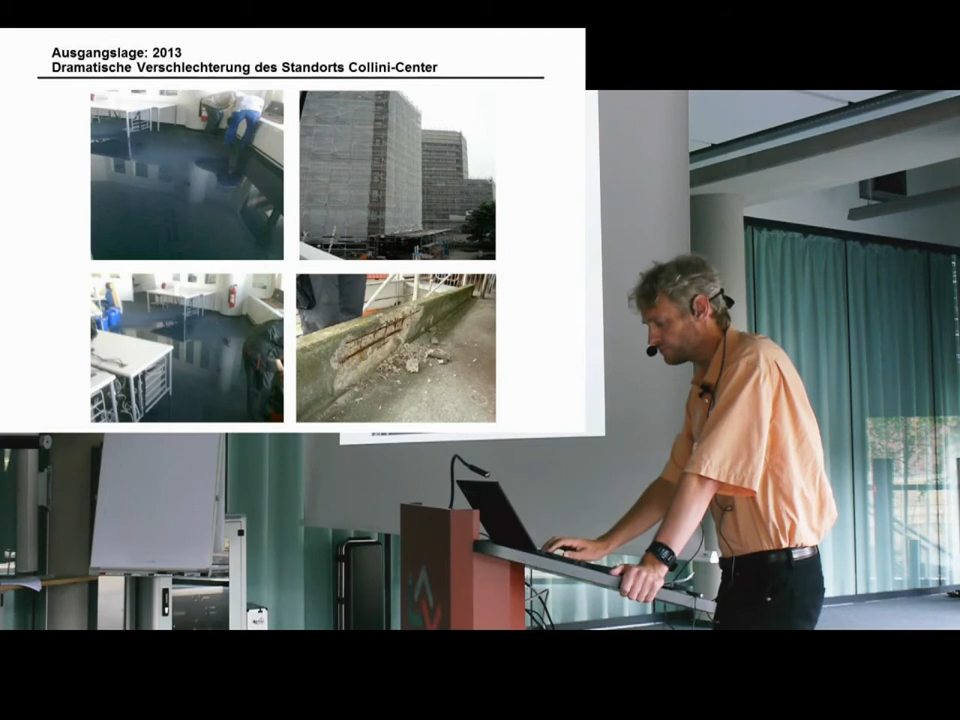 Ausgangslage: 2013
Dramatische Verschlechterung des Standorts Collini-Center